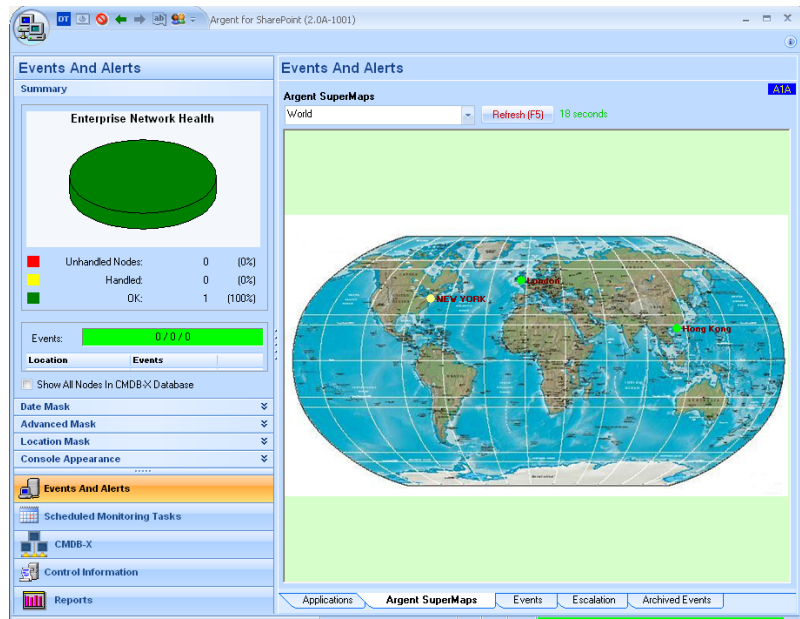 DT
ab
Argent for SharePoint (2.0A-1001)
Events And Alerts
Summary
Enterprise Network Health
Unhandled Nodes: 0 (0%)
Handled: 0 (0%)
OK: 1 (100%)
Events: 0 / 0 / 0
Location Events
Show All Nodes In CMDB-X Database
Date Mask
Advanced Mask
Location Mask
Console Appearance
Events And Alerts
Scheduled Monitoring Tasks
CMDB-X
Control Information
Reports
Events And Alerts
A1A
Argent SuperMaps
World Refresh (F5) 18 seconds
London
NEW YORK
Hong Kong
Applications Argent SuperMaps Events Escalation Archived Events